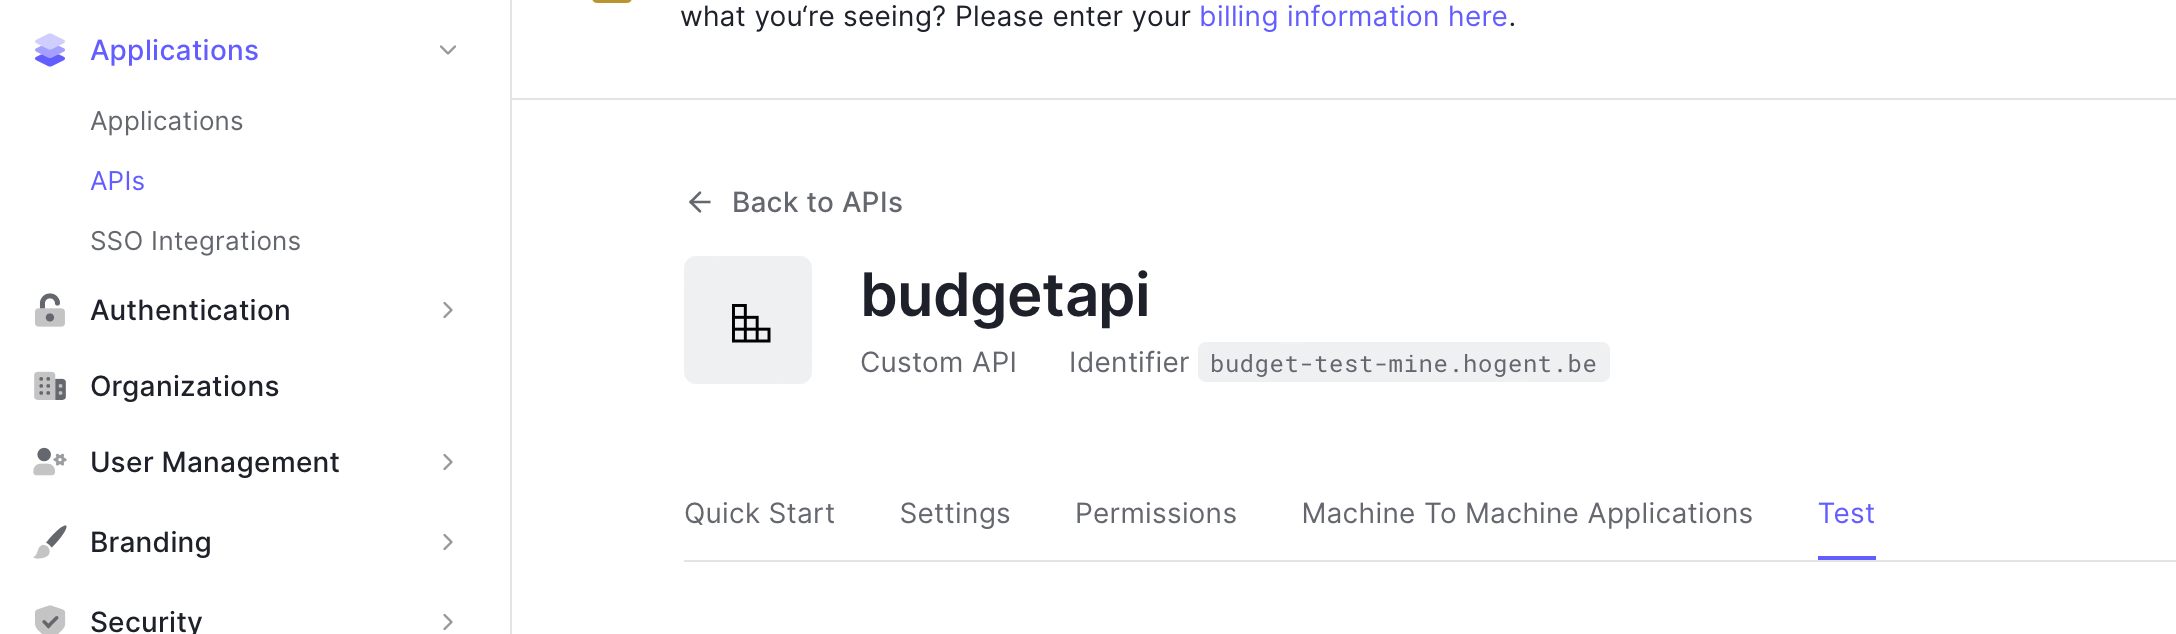 Applications
Applications
APIs
SSO Integrations
Authentication
Organizations
User Management
Branding
Security
what you‘re seeing? Please enter your billing information here.
Back to APIs
budgetapi
Custom API Identifier budget-test-mine.hogent.be
Quick Start Settings Permissions Machine To Machine Applications Test